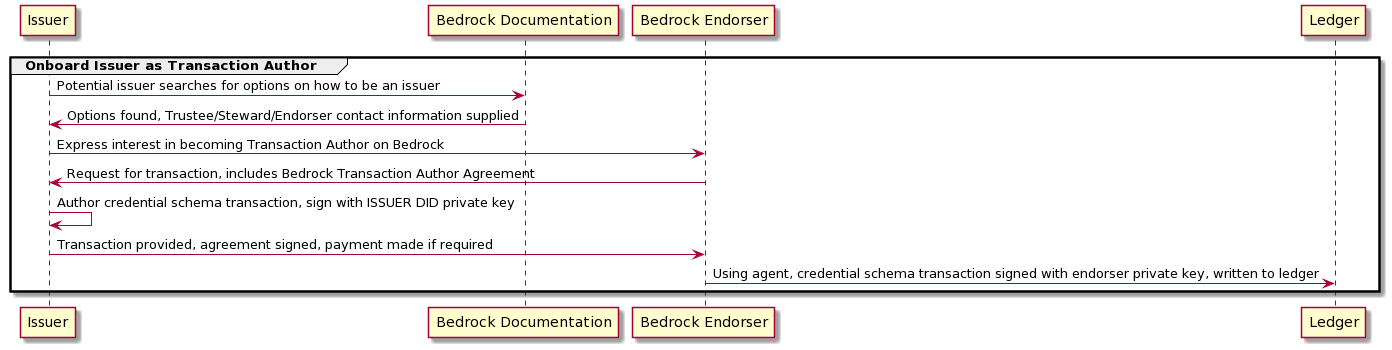 Issuer
Bedrock Documentation
Bedrock Endorser
Ledger
Onboard Issuer as Transaction Author
Potential issuer searches for options on how to be an issuer
Options found, Trustee/Steward/Endorser contact information supplied
Express interest in becoming Transaction Author on Bedrock
Request for transaction, includes Bedrock Transaction Author Agreement
Author credential schema transaction, sign with ISSUER DID private key
Transaction provided, agreement signed, payment made if required
Using agent, credential schema transaction signed with endorser private key, written to ledger
Issuer
Bedrock Documentation
Bedrock Endorser
Ledger